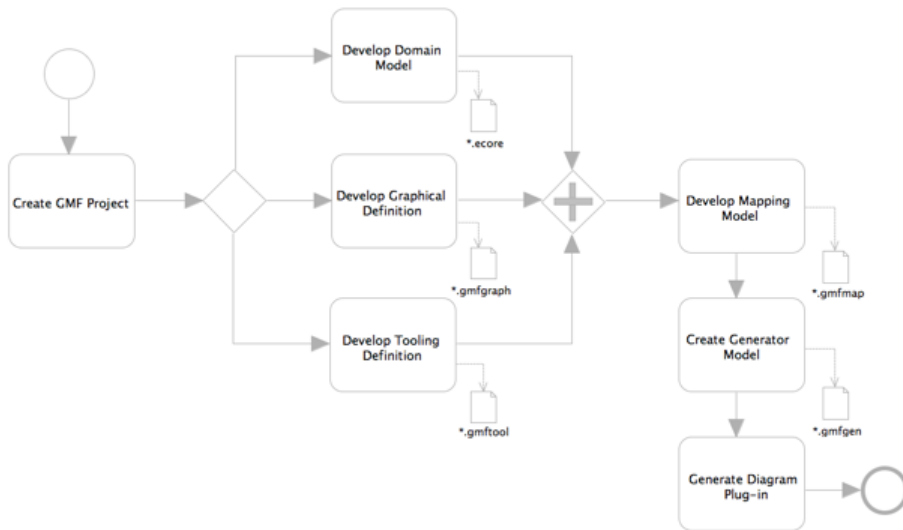 Develop Domain
Model
*.ecore
Create GMF Project
Develop Graphical
Definition
*.gmfgraph
Develop Mapping
Model
*.gmfmap
Develop Tooling
Definition
*.gmftool
Create Generator
Model
*.gmfgen
Generate Diagram
Plug-in